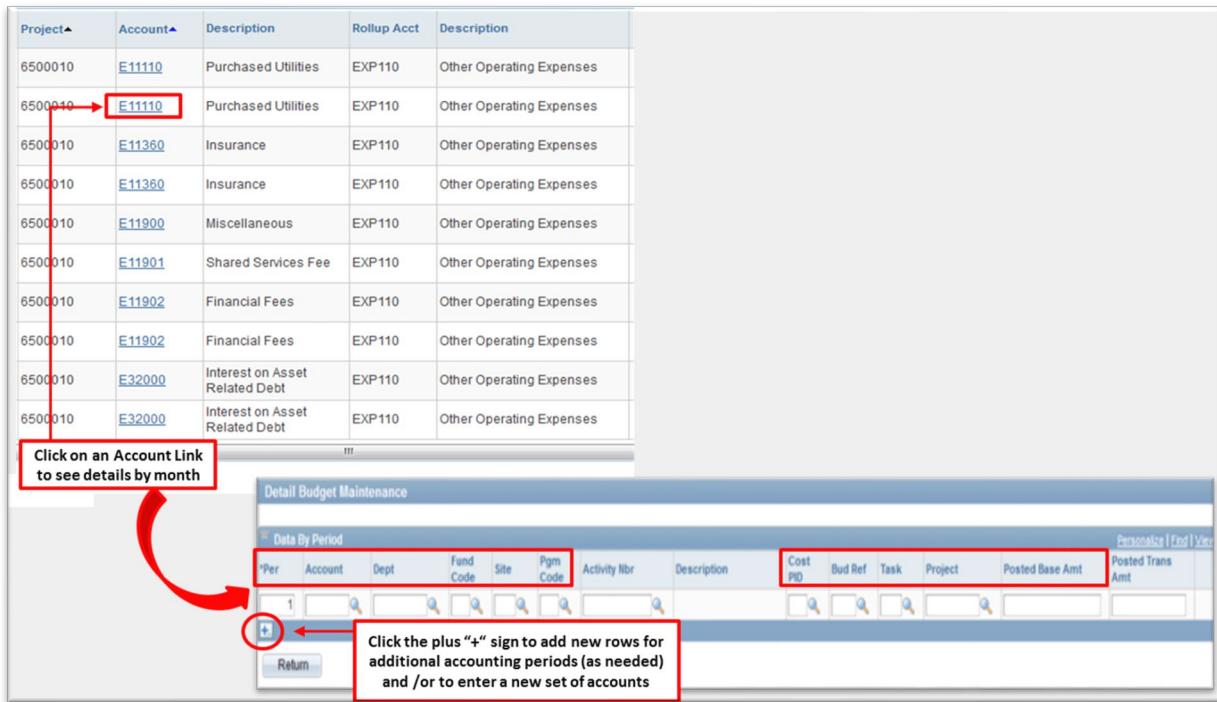 Project Account Description Rollup Acct Description
6500010 E11110 Purchased Utilities EXP110 Other Operating Expenses
6500010 E11110 Purchased Utilities EXP110 Other Operating Expenses
6500010 E11360 Insurance EXP110 Other Operating Expenses
6500010 E11360 Insurance EXP110 Other Operating Expenses
6500010 E11900 Miscellaneous EXP110 Other Operating Expenses
6500010 E11901 Shared Services Fee EXP110 Other Operating Expenses
6500010 E11902 Financial Fees EXP110 Other Operating Expenses
6500010 E11902 Financial Fees EXP110 Other Operating Expenses
6500010 E32000 Interest on Asset Related Debt EXP110 Other Operating Expenses
6500010 E32000 Interest on Asset Related Debt EXP110 Other Operating Expenses
Click on an Account Link
to see details by month
Detail Budget Maintenance
Data By Period Personalize | Find | View
*Per Account Dept Fund Code Site Pgm Code Activity Nbr Description Cost PID Bud Ref Task Project Posted Base Amt Posted Trans Amt
1
+
Click the plus "+" sign to add new rows for
additional accounting periods (as needed)
and /or to enter a new set of accounts
Return